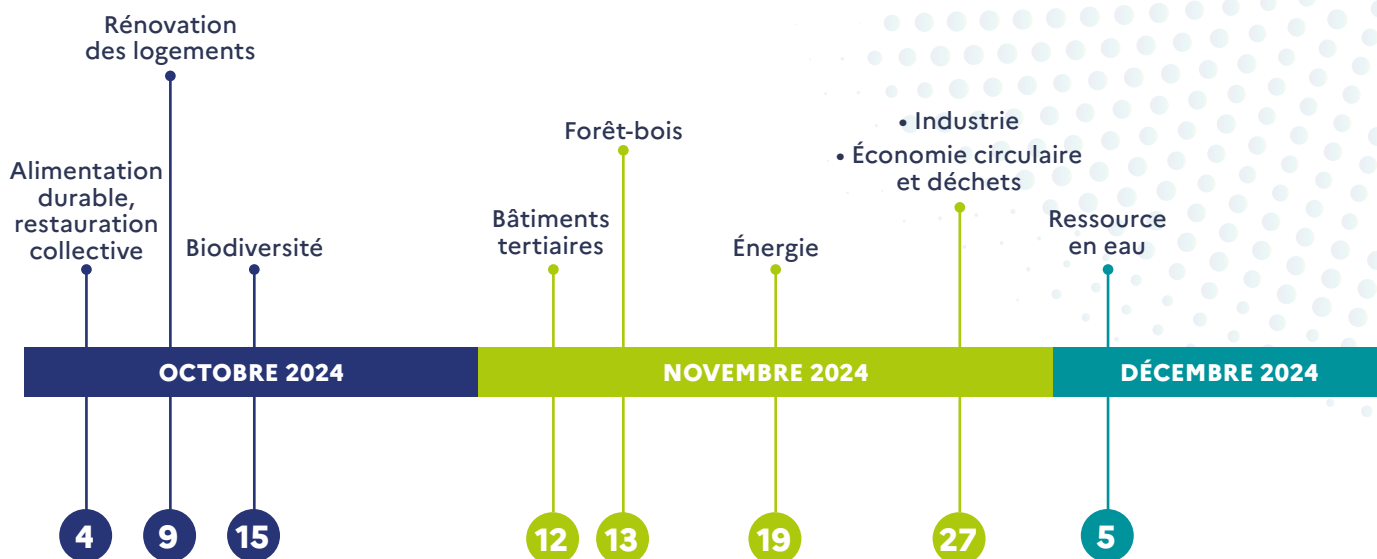 Rénovation
des logements
Alimentation
durable,
restauration
collective
Biodiversité
Bâtiments
tertiaires
Forêt-bois
Énergie
• Industrie
• Économie circulaire
et déchets
Ressource
en eau
OCTOBRE 2024
NOVEMBRE 2024
DÉCEMBRE 2024
4
9
15
12
13
19
27
5